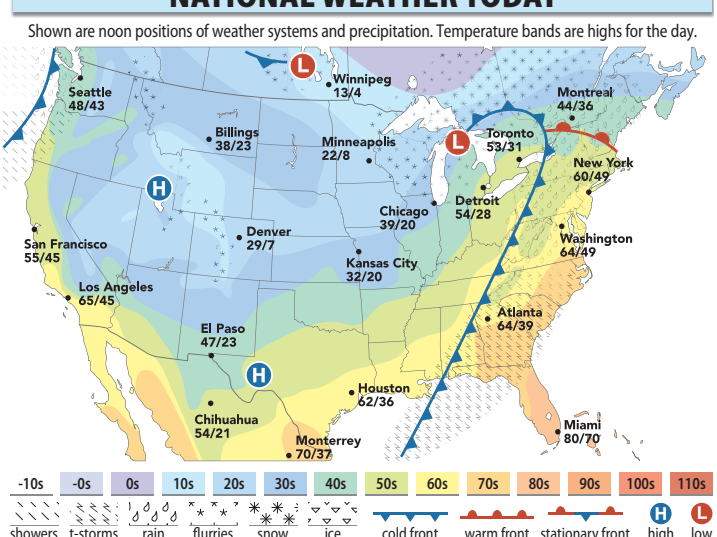 NATIONAL WEATHER TODAY
Shown are noon positions of weather systems and precipitation. Temperature bands are highs for the day.
L
Winnipeg
13/4
Seattle
48/43
Montreal
44/36
Billings
38/23
Minneapolis
22/8
L
Toronto
53/31
New York
60/49
H
Chicago
39/20
Detroit
54/28
San Francisco
55/45
Denver
29/7
Kansas City
32/20
Washington
64/49
Los Angeles
65/45
Atlanta
64/39
El Paso
47/23
H
Houston
62/36
Chihuahua
54/21
Monterrey
70/37
Miami
80/70
-10s -0s 0s 10s 20s 30s 40s 50s 60s 70s 80s 90s 100s 110s
H L
showers t-storms rain flurries snow ice cold front warm front stationary front high low